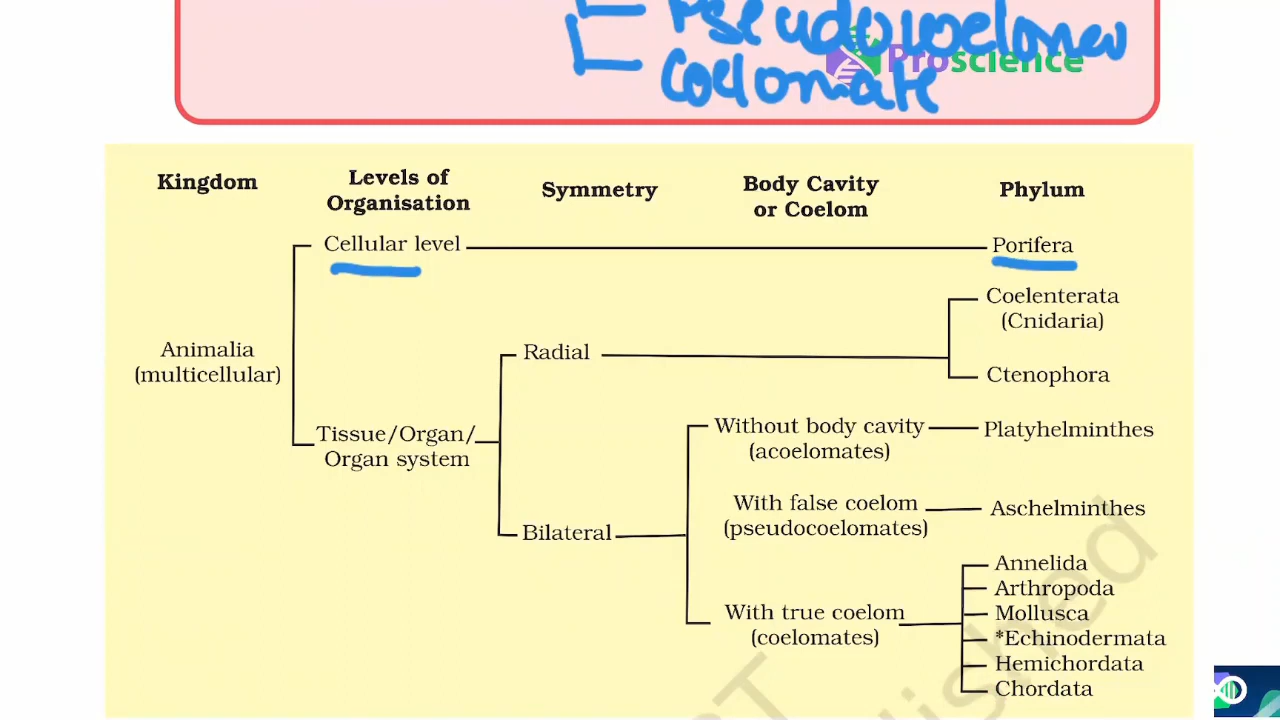 Pseudocoelomes
Proscience
Coelomate
Kingdom
Levels of
Organisation
Symmetry
Body Cavity
or Coelom
Phylum
Cellular level
Porifera
Coelenterata
(Cnidaria)
Animalia
(multicellular)
Radial
Ctenophora
Tissue/Organ/
Organ system
Without body cavity
(acoelomates)
Platyhelminthes
With false coelom
(pseudocoelomates)
Aschelminthes
Bilateral
Annelida
Arthropoda
With true coelom
(coelomates)
Mollusca
*Echinodermata
Hemichordata
Chordata